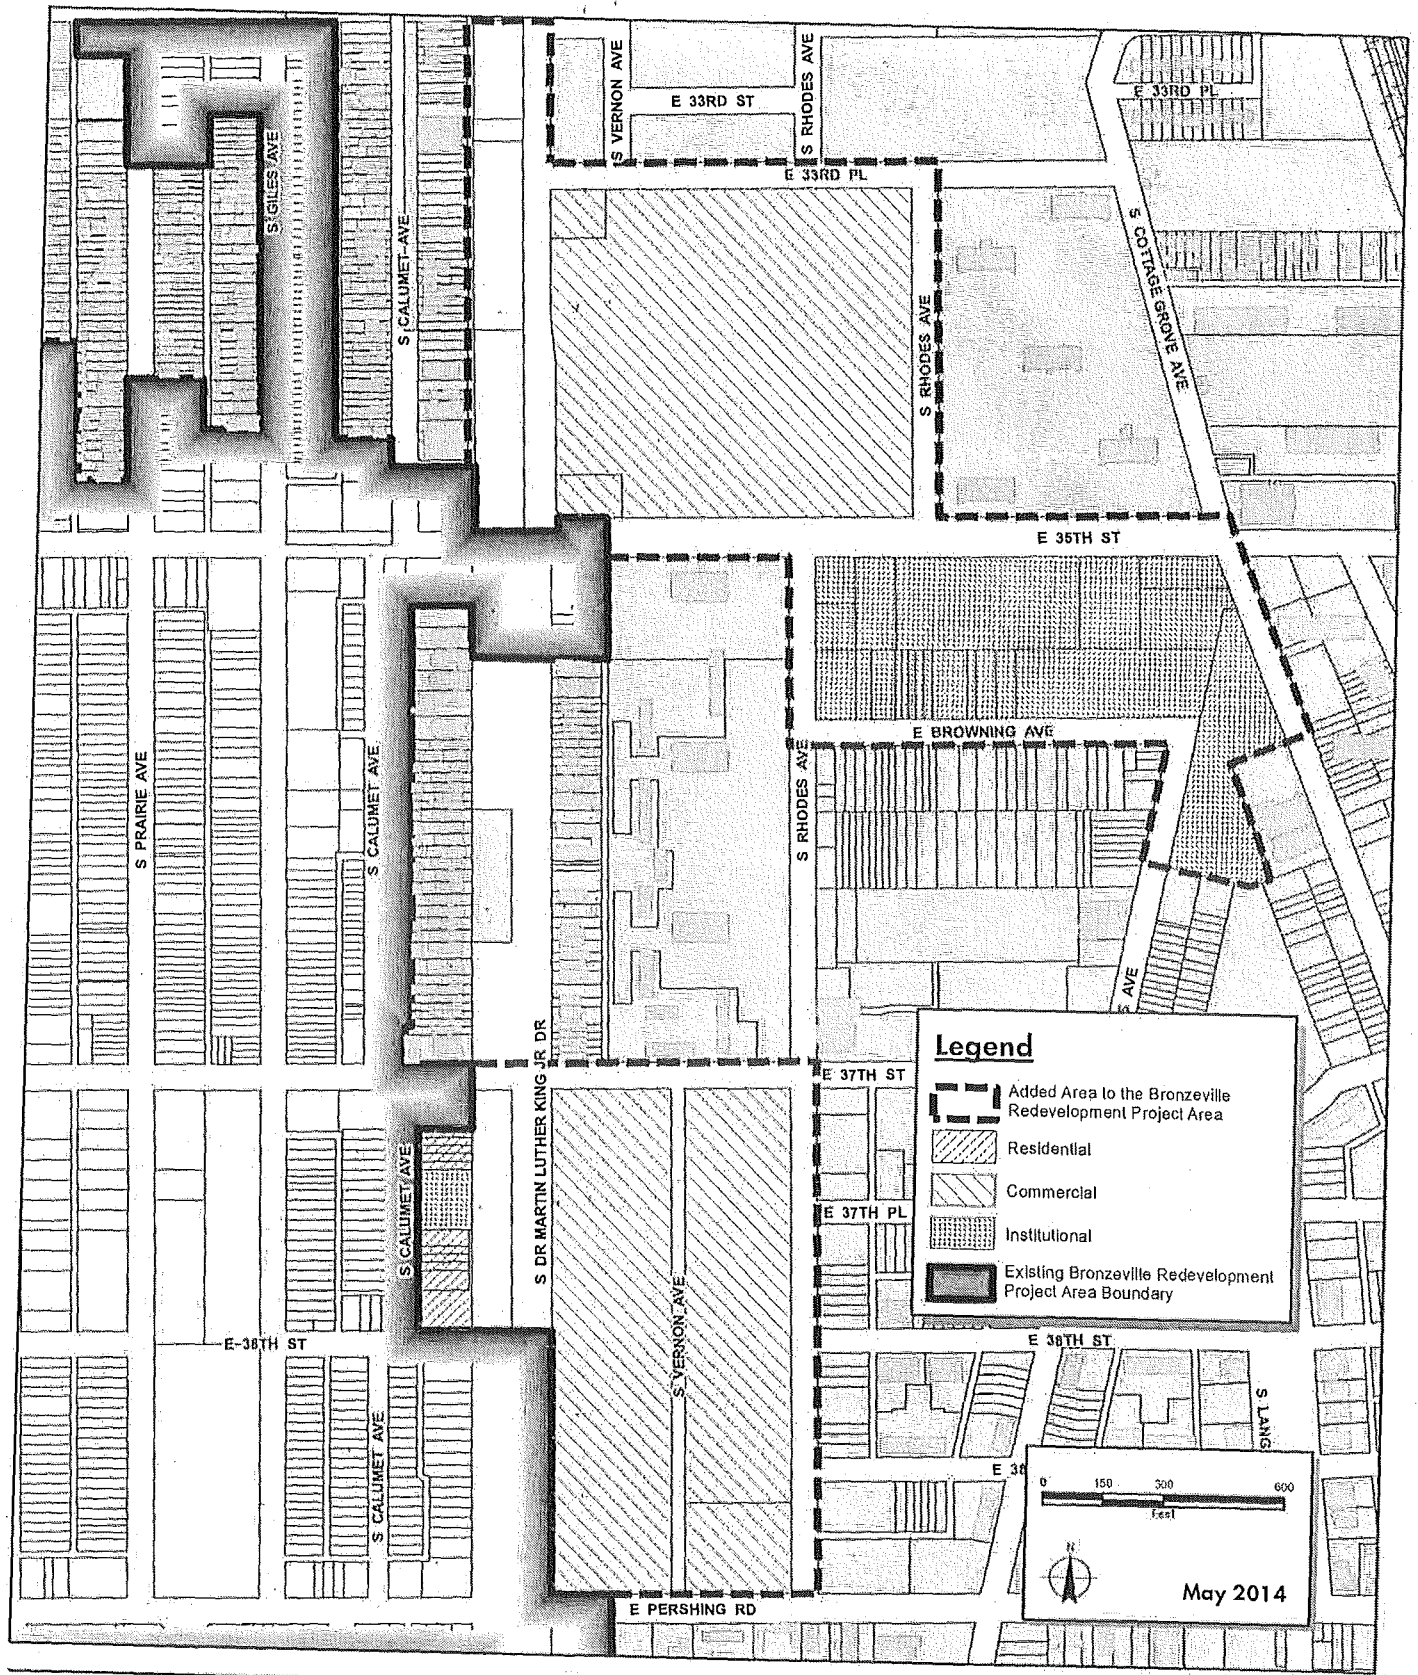 S VERNON AVE
S RHODES AVE
E 33RD ST
E 33RD PL
E 33RD PL
S GILES AVE
S CALUMET AVE
S COTTAGE GROVE AVE
S RHODES AVE
E 35TH ST
E BROWNING AVE
S PRAIRIE AVE
S CALUMET AVE
S RHODES AVE
S AVE
S DR MARTIN LUTHER KING JR DR
E 37TH ST
Legend
Added Area to the Bronzeville
Redevelopment Project Area
Residential
Commercial
Institutional
Existing Bronzeville Redevelopment
Project Area Boundary
S CALUMET AVE
E 37TH PL
S VERNON AVE
E 38TH ST
E 38TH ST
S LANG
S CALUMET AVE
E 38
0 150 300 600
Feet
N
May 2014
E PERSHING RD